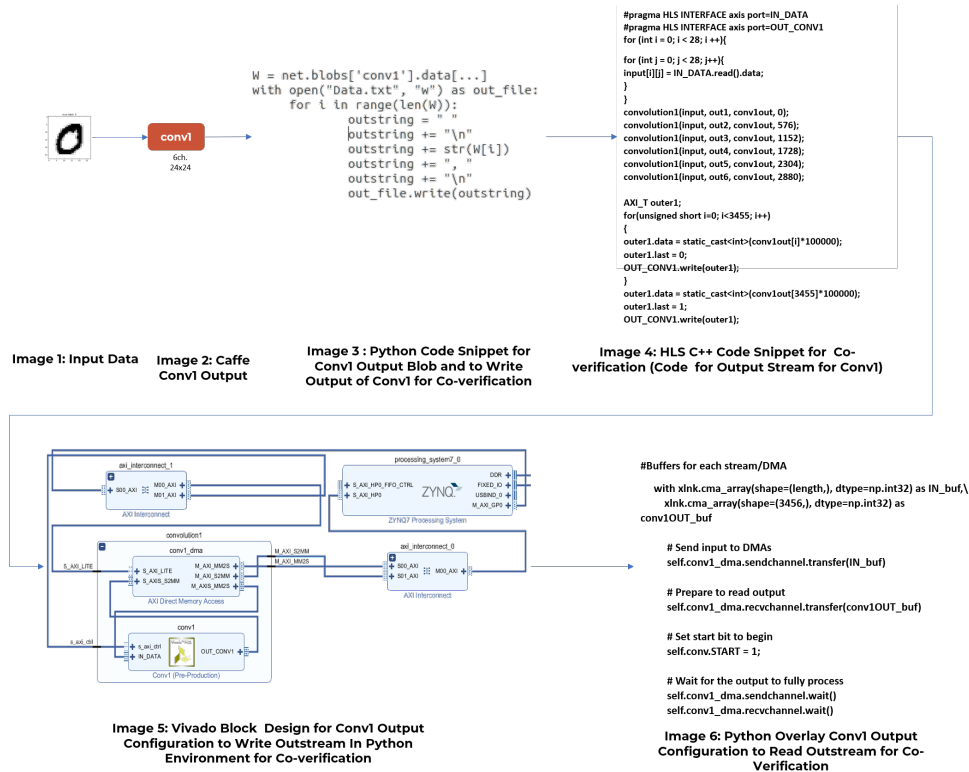 conv1
6ch.
24x24
W = net.blobs['conv1'].data[...]
with open("Data.txt", "w") as out_file:
for i in range(len(W)):
outstring = " "
outstring += "\n"
outstring += str(W[i])
outstring += ", "
outstring += "\n"
out_file.write(outstring)
#pragma HLS INTERFACE axis port=IN_DATA
#pragma HLS INTERFACE axis port=OUT_CONV1
for (int i = 0; i < 28; i ++){
for (int j = 0; j < 28; j++){
input[i][j] = IN_DATA.read().data;
}
}
convolution1(input, out1, conv1out, 0);
convolution1(input, out2, conv1out, 576);
convolution1(input, out3, conv1out, 1152);
convolution1(input, out4, conv1out, 1728);
convolution1(input, out5, conv1out, 2304);
convolution1(input, out6, conv1out, 2880);
AXI_T outer1;
for(unsigned short i=0; i<3455; i++)
{
outer1.data = static_cast<int>(conv1out[i]*100000);
outer1.last = 0;
OUT_CONV1.write(outer1);
}
outer1.data = static_cast<int>(conv1out[3455]*100000);
outer1.last = 1;
OUT_CONV1.write(outer1);
Image 1: Input Data
Image 2: Caffe
Conv1 Output
Image 3 : Python Code Snippet for
Conv1 Output Blob and to Write
Output of Conv1 for Co-verification
Image 4: HLS C++ Code Snippet for Co-
verification (Code for Output Stream for Conv1)
axi_interconnect_1
S00_AXI
M00_AXI
M01_AXI
AXI Interconnect
processing_system7_0
S_AXI_HP0_FIFO_CTRL
S_AXI_HP0
ZYNQ
DDR
FIXED_IO
USBIND_0
M_AXI_GP0
ZYNQ7 Processing System
convolution1
conv1_dma
S_AXI_LITE
S_AXI_LITE
S_AXIS_S2MM
M_AXI_MM2S
M_AXI_S2MM
M_AXIS_MM2S
AXI Direct Memory Access
M_AXI_S2MM
M_AXI_MM2S
axi_interconnect_0
S00_AXI
S01_AXI
M00_AXI
AXI Interconnect
s_axi_ctrl
conv1
s_axi_ctrl
IN_DATA
OUT_CONV1
Conv1 (Pre-Production)
#Buffers for each stream/DMA
with xlnk.cma_array(shape=(length,), dtype=np.int32) as IN_buf,\
xlnk.cma_array(shape=(3456,), dtype=np.int32) as
conv1OUT_buf
# Send input to DMAs
self.conv1_dma.sendchannel.transfer(IN_buf)
# Prepare to read output
self.conv1_dma.recvchannel.transfer(conv1OUT_buf)
# Set start bit to begin
self.conv.START = 1;
# Wait for the output to fully process
self.conv1_dma.sendchannel.wait()
self.conv1_dma.recvchannel.wait()
Image 5: Vivado Block Design for Conv1 Output
Configuration to Write Outstream In Python
Environment for Co-verification
Image 6: Python Overlay Conv1 Output
Configuration to Read Outstream for Co-
Verification